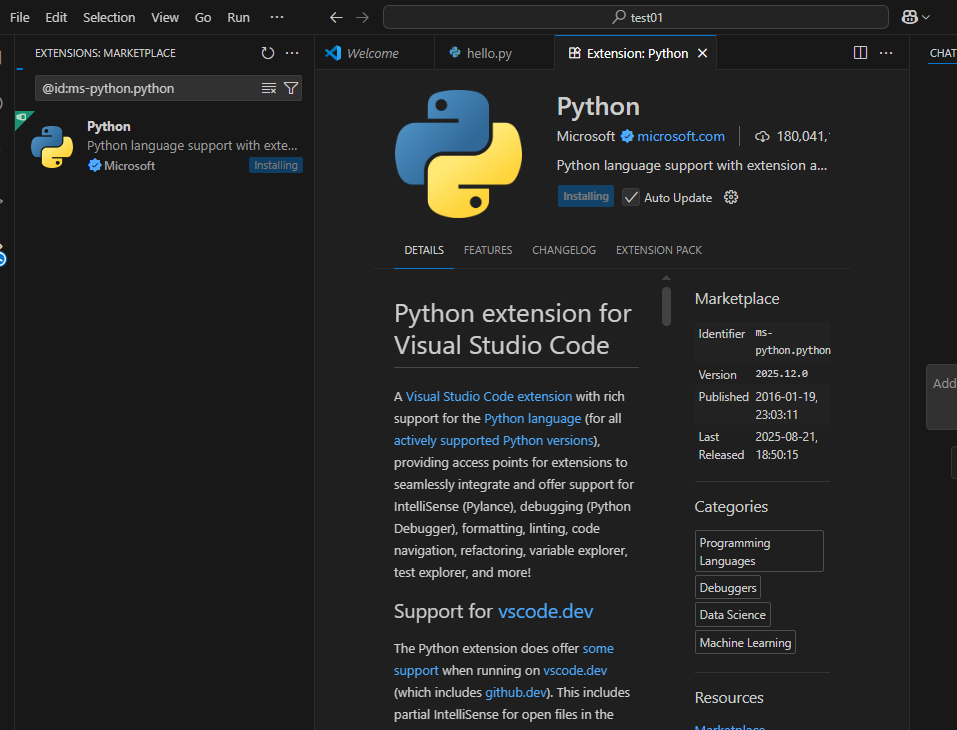 File Edit Selection View Go Run ···
test01
EXTENSIONS: MARKETPLACE
@id:ms-python.python
Python
Python language support with exte...
Microsoft
Installing
Welcome
hello.py
Extension: Python
CHAT
Python
Microsoft microsoft.com 180,041,
Python language support with extension a...
Installing Auto Update
DETAILS FEATURES CHANGELOG EXTENSION PACK
Python extension for
Visual Studio Code
A Visual Studio Code extension with rich
support for the Python language (for all
actively supported Python versions),
providing access points for extensions to
seamlessly integrate and offer support for
IntelliSense (Pylance), debugging (Python
Debugger), formatting, linting, code
navigation, refactoring, variable explorer,
test explorer, and more!
Support for vscode.dev
The Python extension does offer some
support when running on vscode.dev
(which includes github.dev). This includes
partial IntelliSense for open files in the
Marketplace
Identifier ms-
python.python
Version 2025.12.0
Published 2016-01-19,
23:03:11
Last 2025-08-21,
Released 18:50:15
Categories
Programming
Languages
Debuggers
Data Science
Machine Learning
Resources
Marketplace
Add